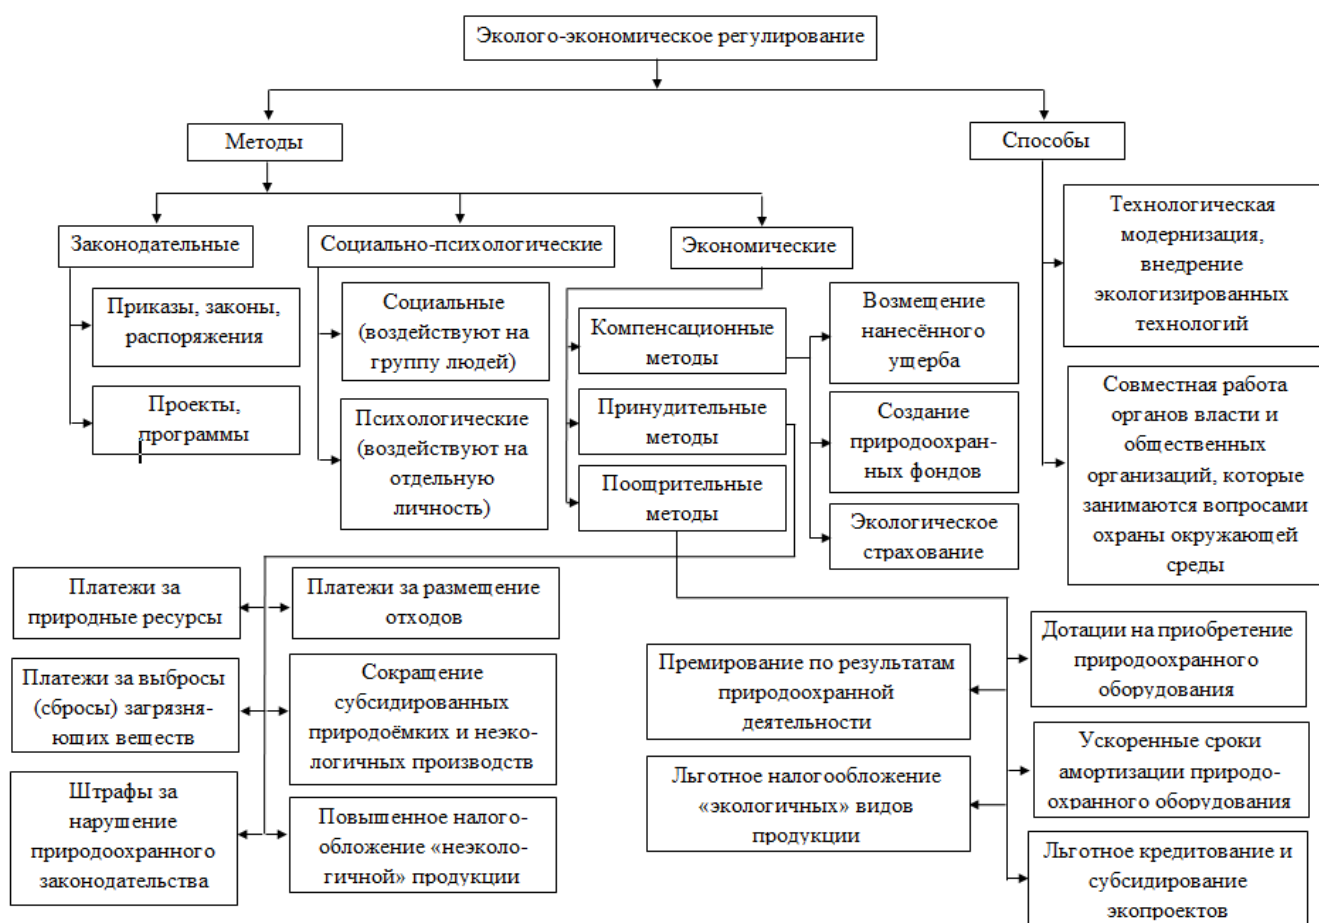 Эколого-экономическое регулирование
Методы
Способы
Законодательные
Социально-психологические
Экономические
Технологическая
модернизация,
внедрение
экологизированных
технологий
Приказы, законы,
распоряжения
Проекты,
программы
Социальные
(воздействуют на
группу людей)
Психологические
(воздействуют на
отдельную
личность)
Компенсационные
методы
Принудительные
методы
Поощрительные
методы
Возмещение
нанесённого
ущерба
Создание
природоохран-
ных фондов
Экологическое
страхование
Совместная работа
органов власти и
общественных
организаций, которые
занимаются вопросами
охраны окружающей
среды
Платежи за
природные ресурсы
Платежи за размещение
отходов
Платежи за выбросы
(сбросы) загрязня-
ющих веществ
Сокращение
субсидированных
природоёмких и неэко-
логичных производств
Штрафы за
нарушение
природоохранного
законодательства
Повышенное налого-
обложение «неэколо-
гичной» продукции
Премирование по результатам
природоохранной
деятельности
Льготное налогообложение
«экологичных» видов
продукции
Дотации на приобретение
природоохранного
оборудования
Ускоренные сроки
амортизации природо-
охранного оборудования
Льготное кредитование и
субсидирование
экопроектов